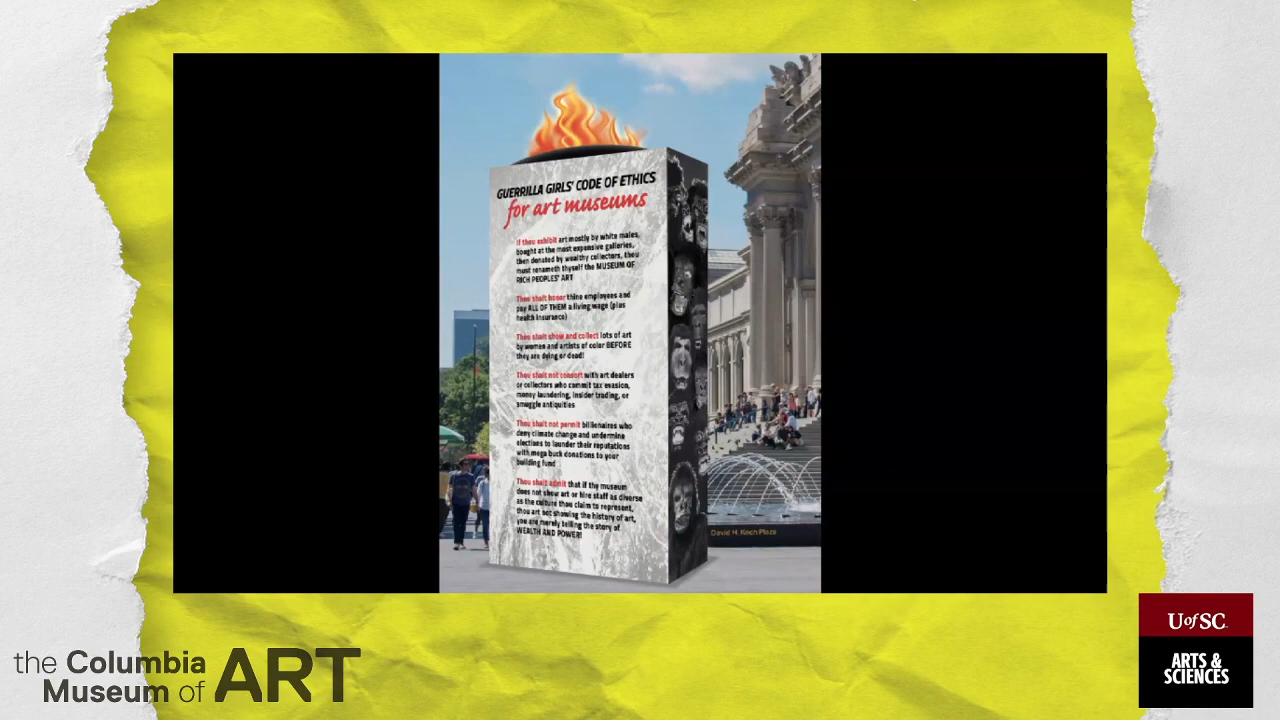 GUERRILLA GIRLS' CODE OF ETHICS
for art museums
If thou exhibit art mostly by white males,
bought at the most expensive galleries,
then donated by wealthy collectors, thou
must renameth thyself the MUSEUM OF
RICH PEOPLES' ART
Thou shalt honor thine employees and
pay ALL OF THEM a living wage (plus
health insurance)
Thou shalt show and collect lots of art
by women and artists of color BEFORE
they are dying or dead!
Thou shalt not consort with art dealers
or collectors who commit tax evasion,
money laundering, insider trading, or
smuggle antiquities
Thou shalt not permit billionaires who
deny climate change and undermine
elections to launder their reputations
with mega buck donations to your
building fund
Thou shalt admit that if thy museum
does not show art or hire staff as diverse
as the culture thou claim to represent,
thou art not showing the history of art,
you are merely telling the story of
WEALTH AND POWER!
David H. Koch Plaza
the Columbia
Museum of ART
UofSC
ARTS &
SCIENCES